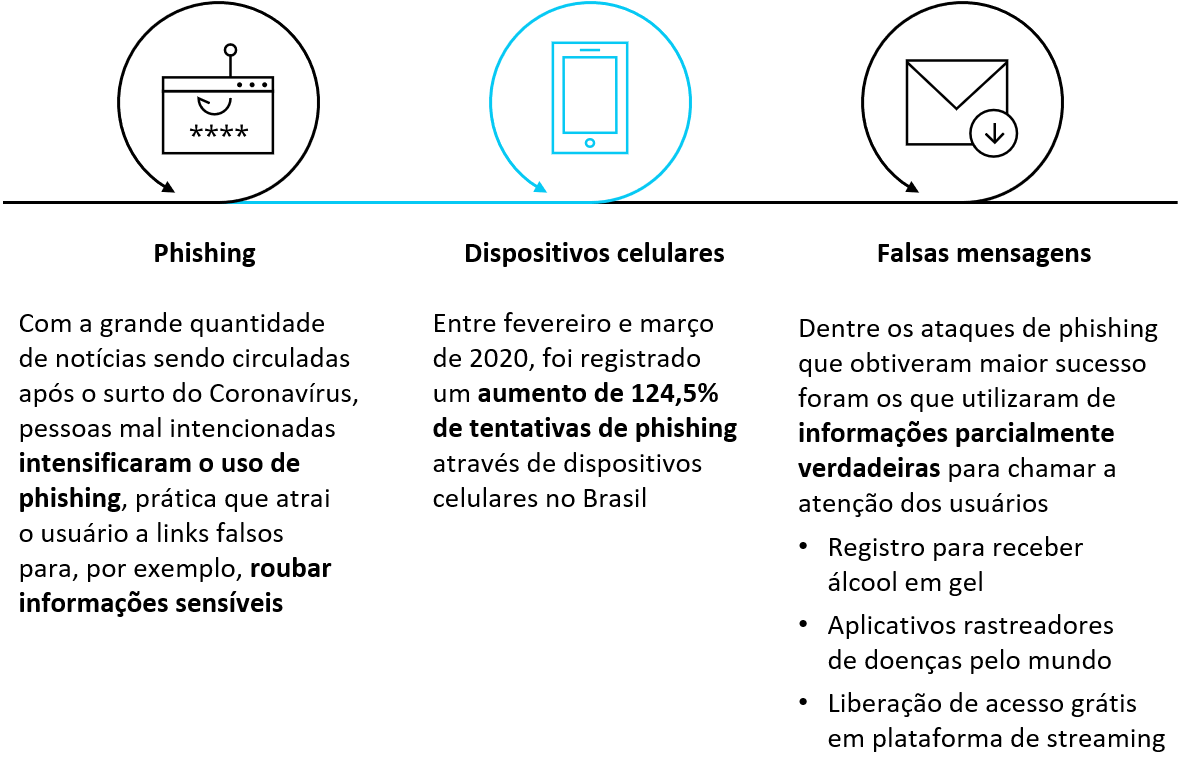 ****
Phishing
Com a grande quantidade
de notícias sendo circuladas
após o surto do Coronavírus,
pessoas mal intencionadas
intensificaram o uso de
phishing, prática que atrai
o usuário a links falsos
para, por exemplo, roubar
informações sensíveis
Dispositivos celulares
Entre fevereiro e março
de 2020, foi registrado
um aumento de 124,5%
de tentativas de phishing
através de dispositivos
celulares no Brasil
Falsas mensagens
Dentre os ataques de phishing
que obtiveram maior sucesso
foram os que utilizaram de
informações parcialmente
verdadeiras para chamar a
atenção dos usuários
• Registro para receber
álcool em gel
• Aplicativos rastreadores
de doenças pelo mundo
• Liberação de acesso grátis
em plataforma de streaming